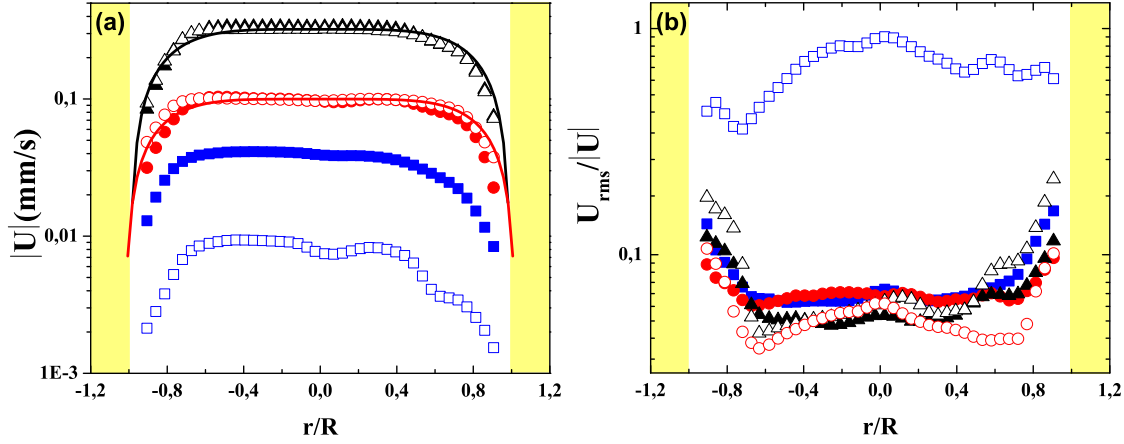 (a)
|U|(mm/s)
0,1
0,01
1E-3
-1,2 -0,8 -0,4 0,0 0,4 0,8 1,2
r/R
(b)
U_rms/|U|
1
0,1
-1,2 -0,8 -0,4 0,0 0,4 0,8 1,2
r/R